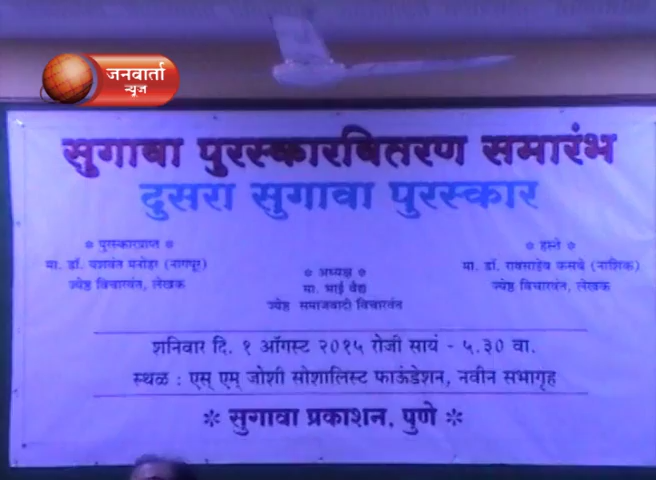 जनवार्ता
न्यूज
सुगावा पुरस्कारवितरण समारंभ
दुसरा सुगावा पुरस्कार
* पुरस्कारप्राप्त *
मा. डॉ. यशवंत मनोहर (नागपूर)
ज्येष्ठ विचारवंत, लेखक
* अध्यक्ष *
मा. भाई वैद्य
ज्येष्ठ समाजवादी विचारवंत
* हस्ते *
मा. डॉ. रावसाहेब कसबे (नाशिक)
ज्येष्ठ विचारवंत, लेखक
शनिवार दि. १ ऑगस्ट २०१५ रोजी सायं - ५.३० वा.
स्थळ : एस् एम् जोशी सोशालिस्ट फाऊंडेशन, नवीन सभागृह
* सुगावा प्रकाशन, पुणे *